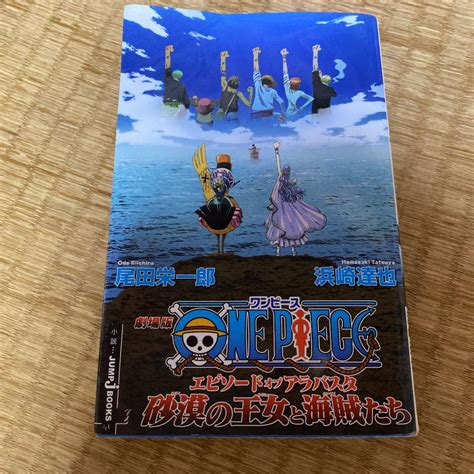 Oda Eiichiro
尾田栄一郎
Hamasaki Tatsuya
浜崎達也
劇場版
ワンピース
ONE PIECE
エピソード オブ アラバスタ
砂漠の王女と海賊たち
小説
JUMP J BOOKS